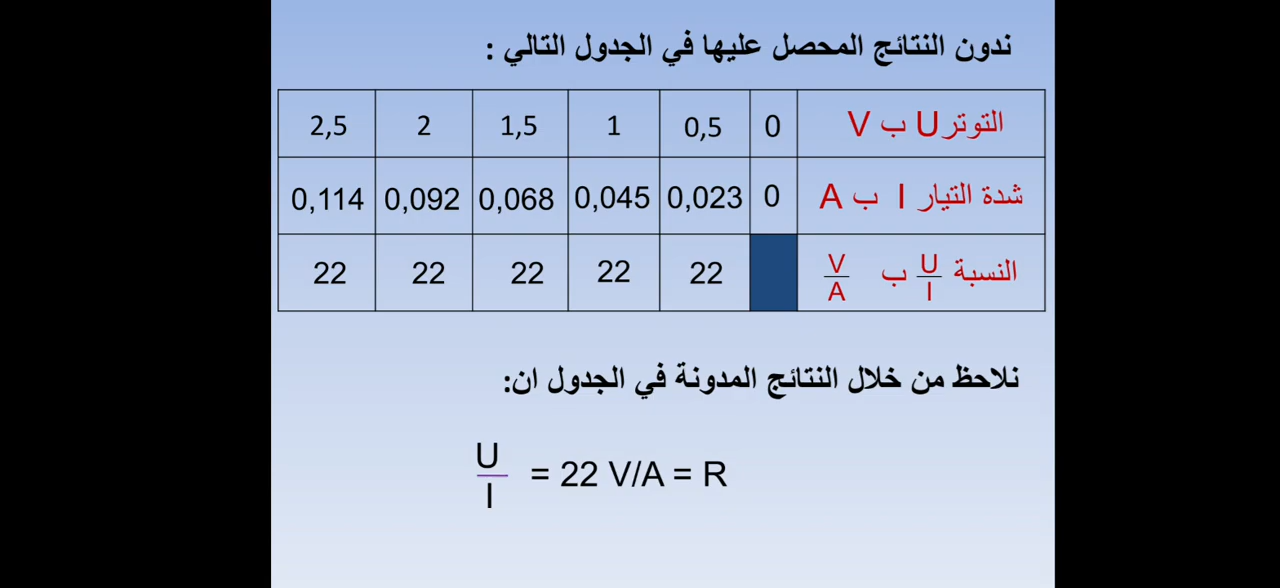 ندون النتائج المحصل عليها في الجدول التالي :
التوتر U ب V 0 0,5 1 1,5 2 2,5
شدة التيار I ب A 0 0,023 0,045 0,068 0,092 0,114
النسبة U/I ب V/A 22 22 22 22 22
نلاحظ من خلال النتائج المدونة في الجدول ان:
U/I = 22 V/A = R